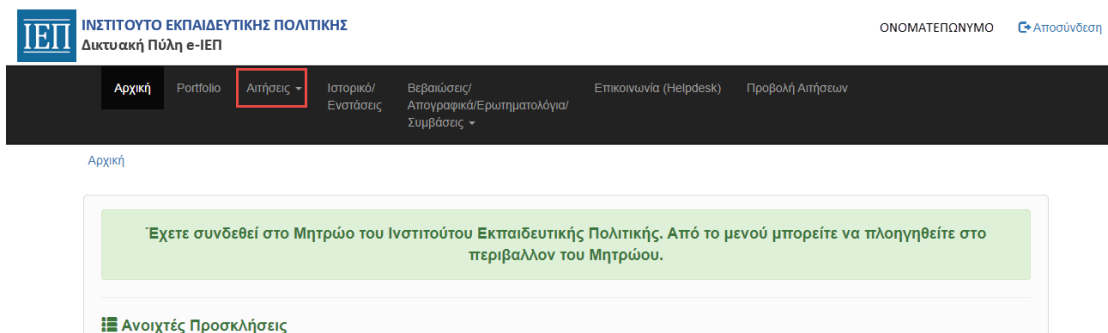 ΙΕΠ
ΙΝΣΤΙΤΟΥΤΟ ΕΚΠΑΙΔΕΥΤΙΚΗΣ ΠΟΛΙΤΙΚΗΣ
Δικτυακή Πύλη e-ΙΕΠ
ΟΝΟΜΑΤΕΠΩΝΥΜΟ Αποσύνδεση
Αρχική Portfolio Αιτήσεις Ιστορικό/ Βεβαιώσεις/ Επικοινωνία (Helpdesk) Προβολή Αιτήσεων
Ενστάσεις Απογραφικά/Ερωτηματολόγια/
Συμβάσεις
Αρχική
Έχετε συνδεθεί στο Μητρώο του Ινστιτούτου Εκπαιδευτικής Πολιτικής. Από το μενού μπορείτε να πλοηγηθείτε στο
περιβαλλον του Μητρώου.
Ανοιχτές Προσκλήσεις